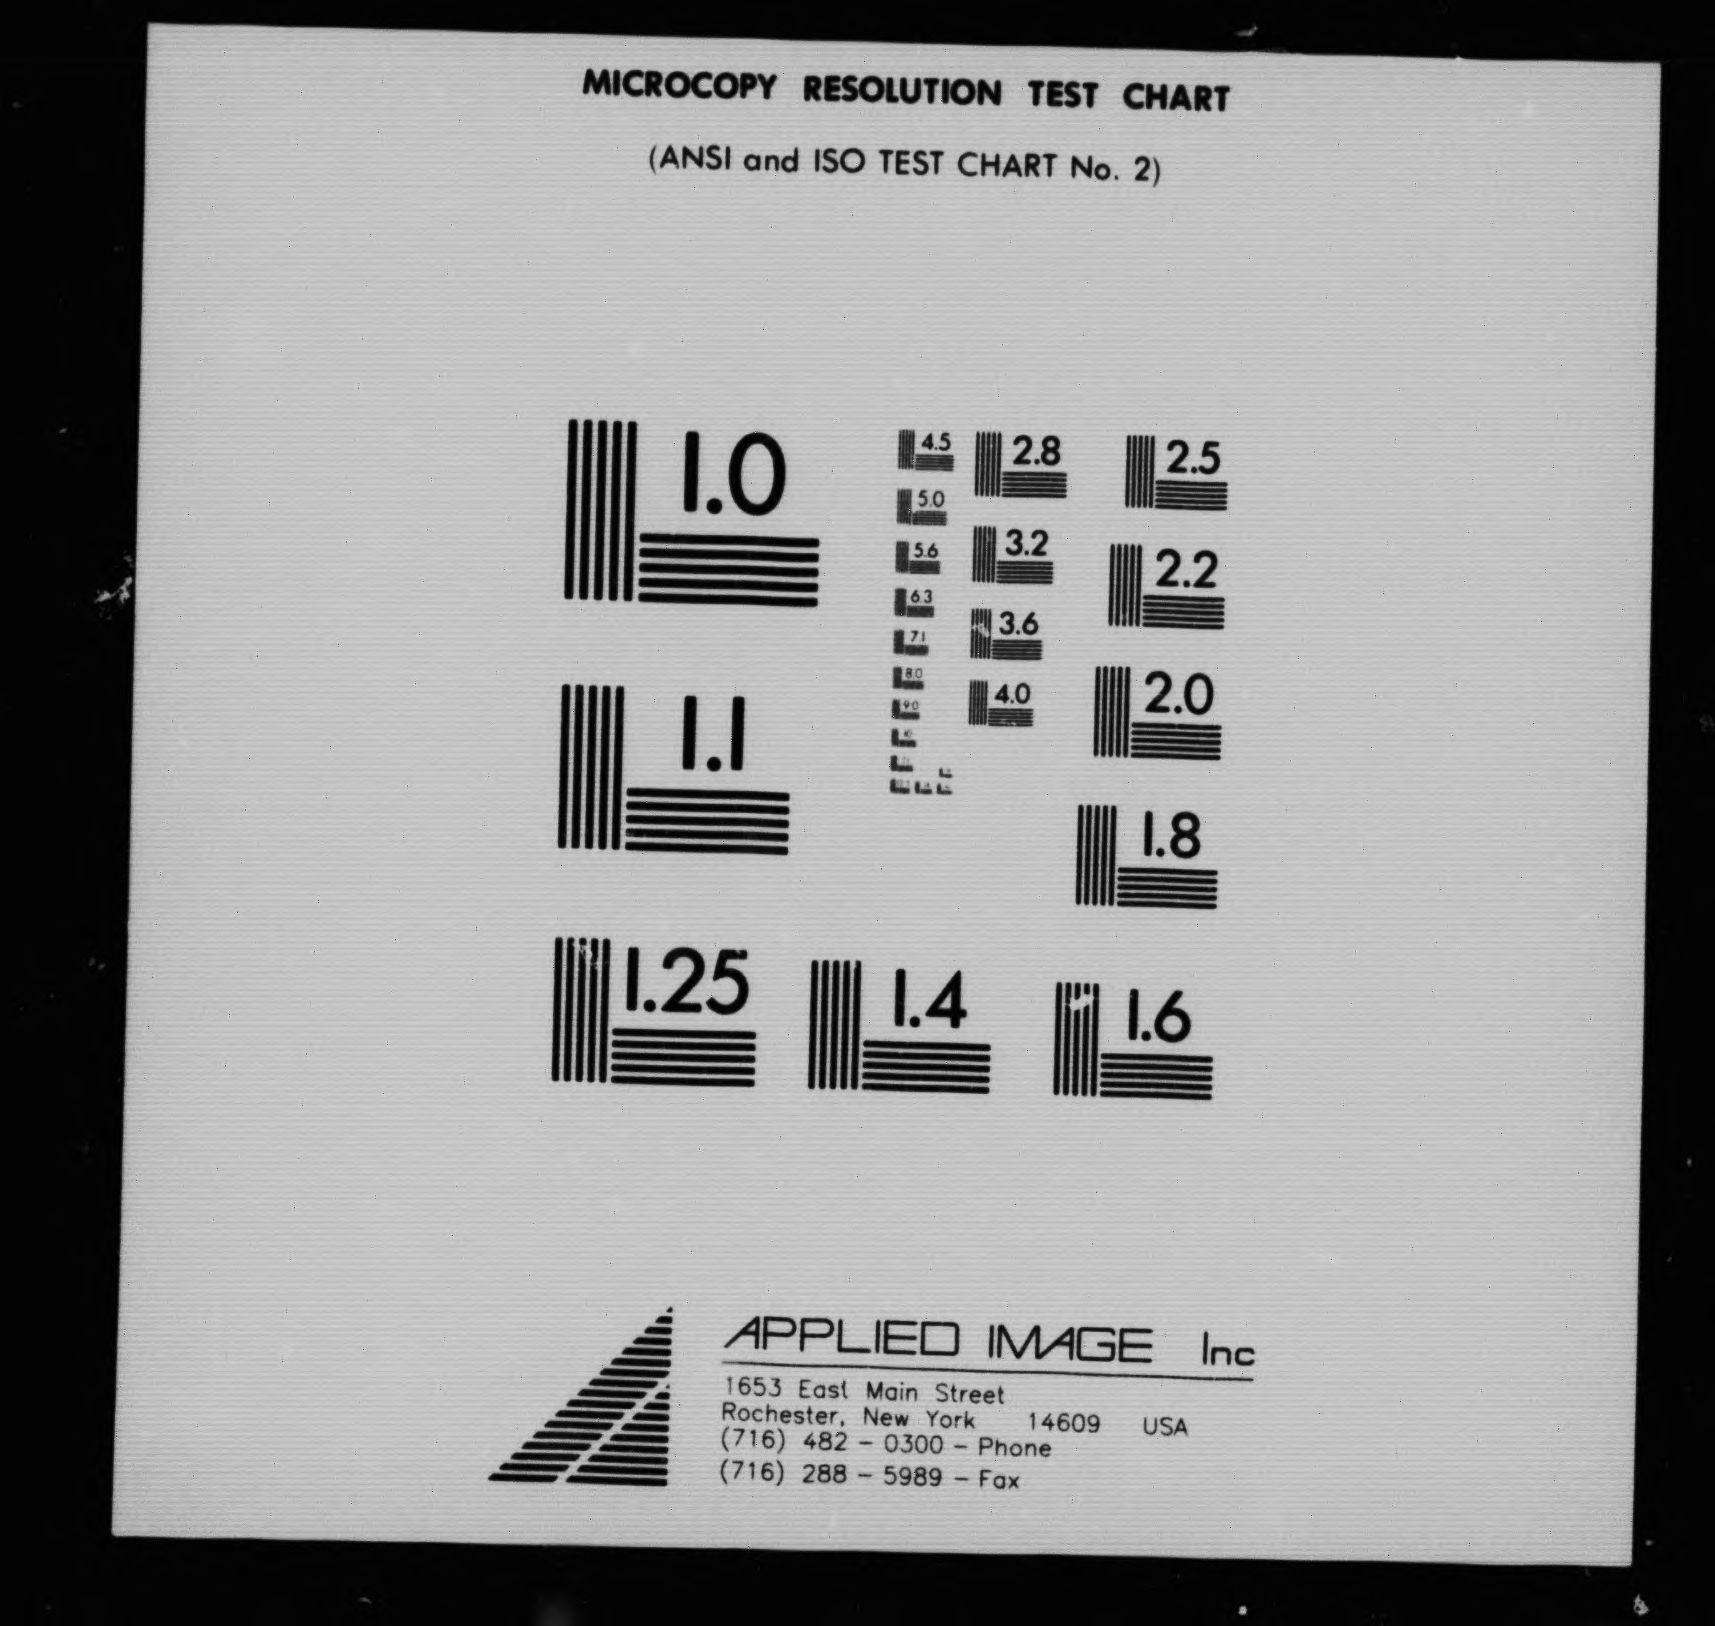 MICROCOPY RESOLUTION TEST CHART
(ANSI and ISO TEST CHART No. 2)
1.0
4.5
2.8
2.5
5.0
3.2
2.2
5.6
3.6
6.3
7.1
2.0
8.0
4.0
9.0
1.1
1.8
1.25
1.4
1.6
APPLIED IMAGE Inc
1653 East Main Street
Rochester, New York 14609 USA
(716) 482 - 0300 - Phone
(716) 288 - 5989 - Fax